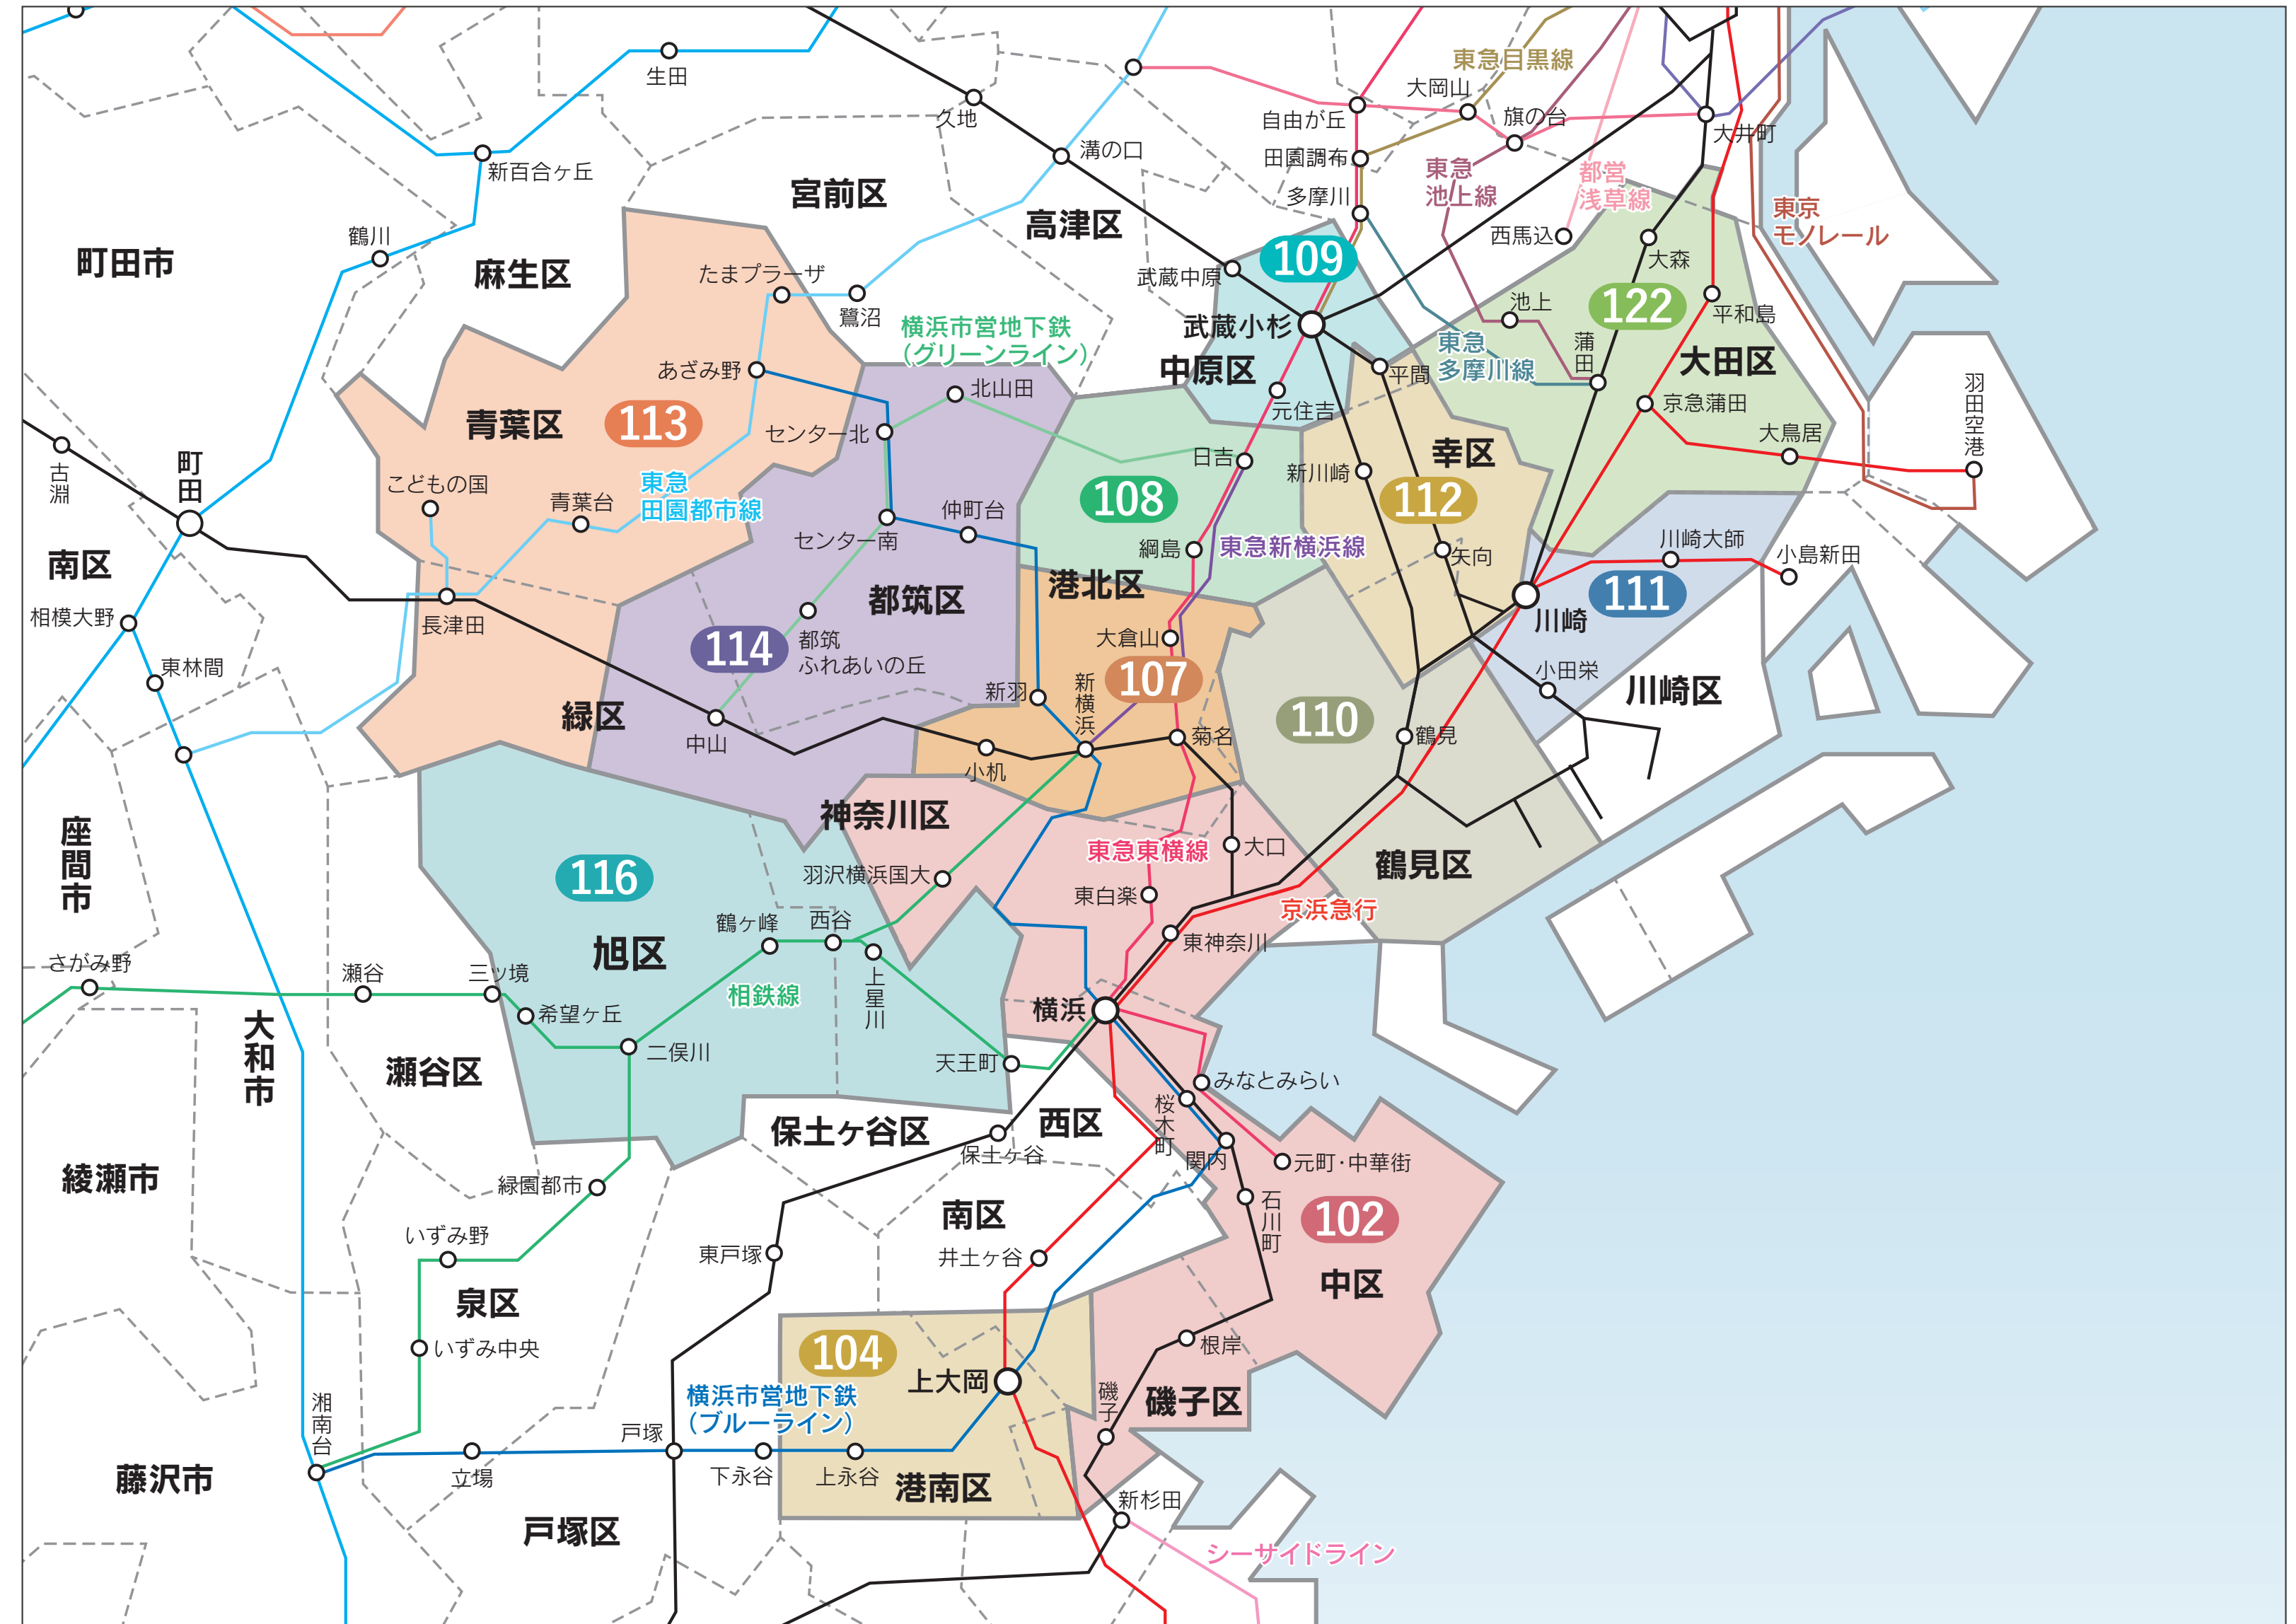 生田
久地
新百合ヶ丘
溝の口
自由が丘
大岡山
東急目黒線
旗の台
大井町
田園調布
多摩川
東急
池上線
都営
浅草線
東京
モノレール
西馬込
宮前区
高津区
町田市
鶴川
麻生区
たまプラーザ
鷺沼
武蔵中原
109
大森
122
平和島
池上
大田区
蒲田
武蔵小杉
中原区
平間
東急
多摩川線
横浜市営地下鉄
（グリーンライン）
あざみ野
北山田
元住吉
京急蒲田
大鳥居
羽田空港
青葉区
113
センター北
日吉
新川崎
幸区
古淵
町田
こどもの国
青葉台
東急
田園都市線
108
112
仲町台
センター南
綱島
東急新横浜線
矢向
川崎大師
小島新田
南区
港北区
111
相模大野
長津田
都筑区
川崎
114
都筑
ふれあいの丘
大倉山
107
東林間
新羽
新横浜
小田栄
川崎区
緑区
中山
小机
菊名
110
鶴見
座間市
神奈川区
116
羽沢横浜国大
東急東横線
大口
鶴見区
東白楽
京浜急行
鶴ヶ峰
西谷
旭区
東神奈川
さがみ野
瀬谷
三ツ境
希望ヶ丘
相鉄線
上星川
横浜
大和市
瀬谷区
二俣川
天王町
みなとみらい
桜木町
保土ヶ谷区
西区
保土ヶ谷
関内
元町・中華街
綾瀬市
緑園都市
南区
石川町
102
いずみ野
東戸塚
井土ヶ谷
中区
泉区
いずみ中央
104
上大岡
根岸
横浜市営地下鉄
（ブルーライン）
磯子
磯子区
湘南台
戸塚
藤沢市
立場
下永谷
上永谷
港南区
新杉田
戸塚区
シーサイドライン